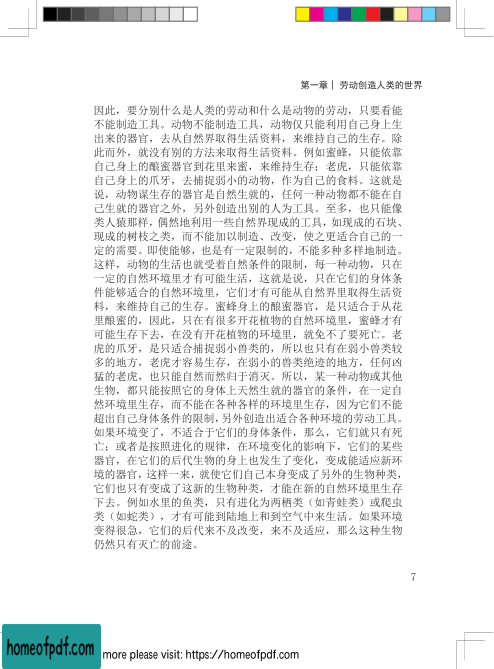 第一章｜ 劳动创造人类的世界
因此，要分别什么是人类的劳动和什么是动物的劳动，只要看能
不能制造工具。动物不能制造工具，动物仅只能利用自己身上生
出来的器官，去从自然界取得生活资料，来维持自己的生存。除
此而外，就没有别的方法来取得生活资料。例如蜜蜂，只能依靠
自己身上的酿蜜器官到花里来蜜，来维持生存；老虎，只能依靠
自己身上的爪牙，去捕捉弱小的动物，作为自己的食料。这就是
说，动物谋生存的器官是自然生就的，任何一种动物都不能在自
己生就的器官之外，另外创造出别的人为工具。至多，也只能像
类人猿那样，偶然地利用一些自然界现成的工具，如现成的石块、
现成的树枝之类，而不能加以制造、改变，使之更适合自己的一
定的需要。即使能够，也是有一定限制的，不能多种多样地制造。
这样，动物的生活也就受着自然条件的限制，每一种动物，只在
一定的自然环境里才有可能生活，这就是说，只在它们的身体条
件能够适合的自然环境里，它们才有可能从自然界里取得生活资
料，来维持自己的生存。蜜蜂身上的酿蜜器官，是只适合于从花
里酿蜜的，因此，只在有很多开花植物的自然环境里，蜜蜂才有
可能生存下去，在没有开花植物的环境里，就免不了要死亡。老
虎的爪牙，是只适合捕捉弱小兽类的，所以也只有在弱小兽类较
多的地方，老虎才容易生存，在弱小的兽类绝迹的地方，任何凶
猛的老虎，也只能自然而然归于消灭。所以，某一种动物或其他
生物，都只能按照它的身体上天然生就的器官的条件，在一定自
然环境里生存，而不能在各种各样的环境里生存，因为它们不能
超出自己身体条件的限制，另外创造出适合各种环境的劳动工具。
如果环境变了，不适合于它们的身体条件，那么，它们就只有死
亡；或者是按照进化的规律，在环境变化的影响下，它们的某些
器官，在它们的后代生物的身上也发生了变化，变成能适应新环
境的器官，这样一来，就使它们自己本身变成了另外的生物种类，
它们也只有变成了这新的生物种类，才能在新的自然环境里生存
下去。例如水里的鱼类，只有进化为两栖类（如青蛙类）或爬虫
类（如蛇类），才有可能到陆地上和到空气中来生活。如果环境
变得很急，它们的后代来不及改变，来不及适应，那么这种生物
仍然只有灭亡的前途。
7
homeofpdf.com
more please visit: https://homeofpdf.com